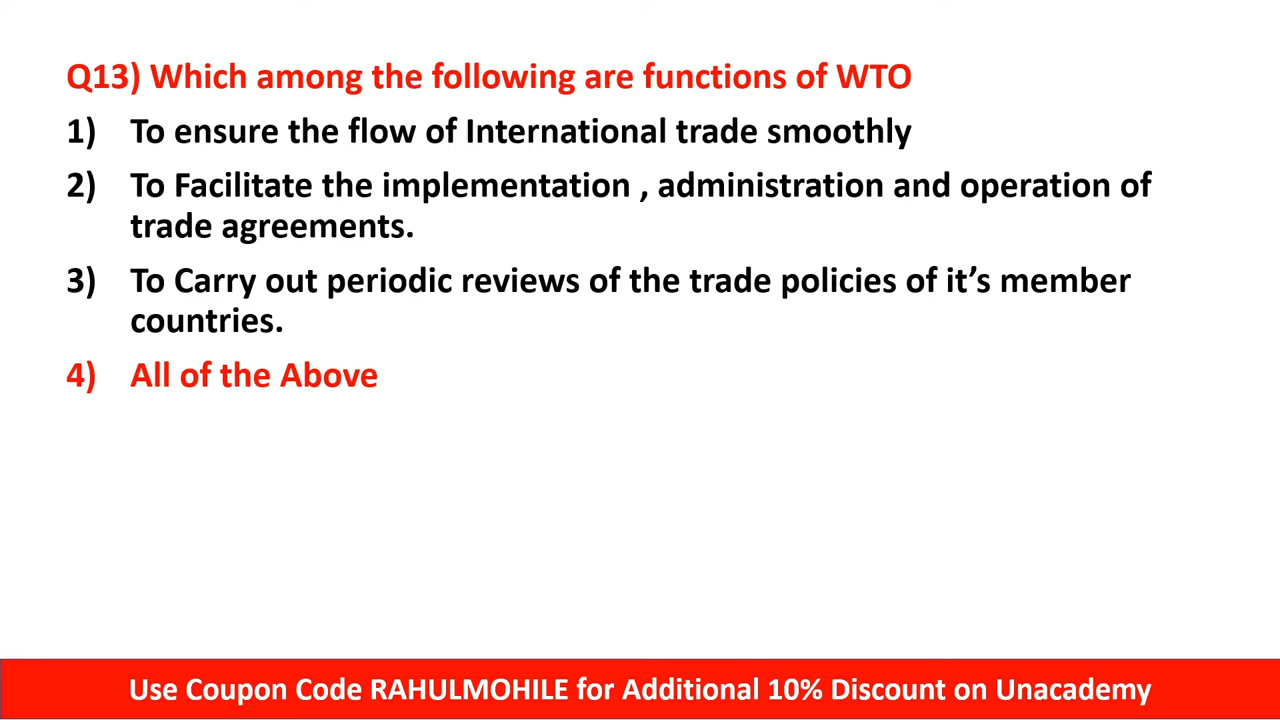 Q13) Which among the following are functions of WTO
1) To ensure the flow of International trade smoothly
2) To Facilitate the implementation , administration and operation of
trade agreements.
3) To Carry out periodic reviews of the trade policies of it’s member
countries.
4) All of the Above
Use Coupon Code RAHULMOHILE for Additional 10% Discount on Unacademy